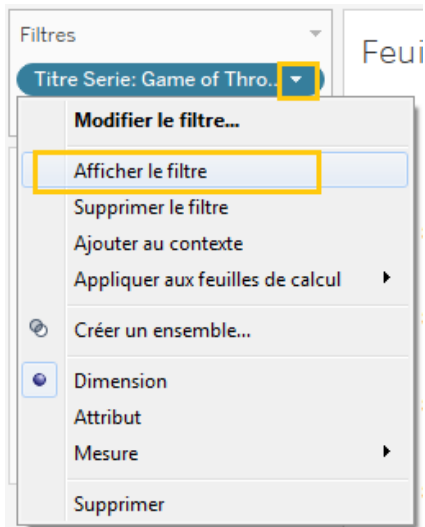 Filtres
Feui
Titre Serie: Game of Thro..
Modifier le filtre...
Afficher le filtre
Supprimer le filtre
Ajouter au contexte
Appliquer aux feuilles de calcul
Créer un ensemble...
Dimension
Attribut
Mesure
Supprimer